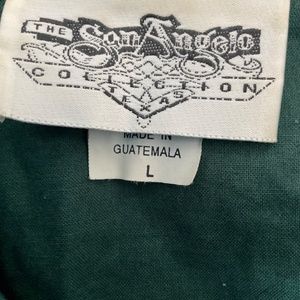 THE San Angelo
COLLECTION
TEXAS
MADE IN
GUATEMALA
L